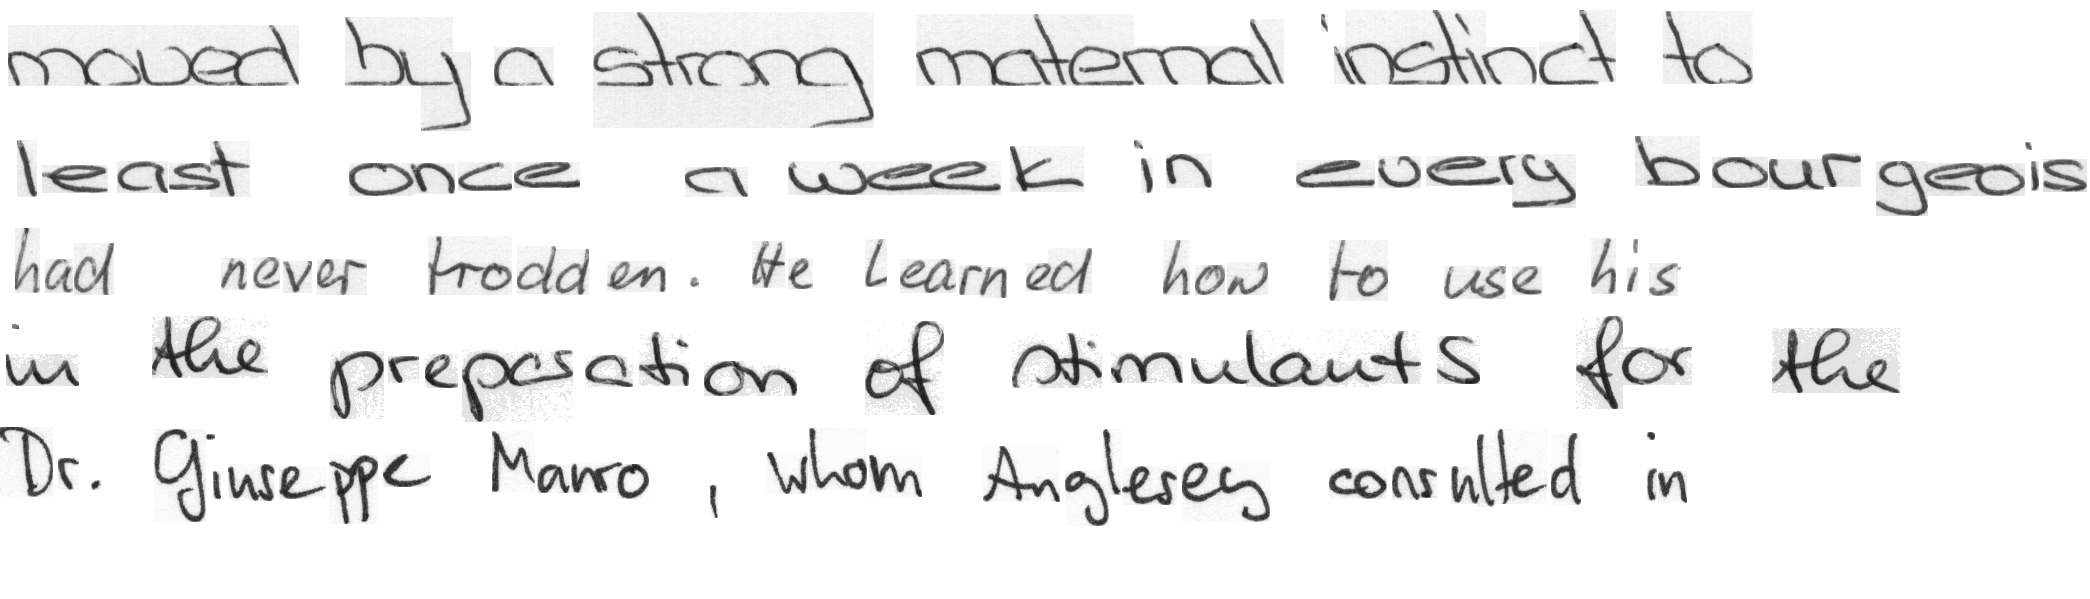 moved by a strong maternal instinct to
least once a week in every bourgeois
had never trodden. He learned how to use his
in the preparation of stimulants for the
Dr. Giuseppe Mauro, whom Anglesey consulted in